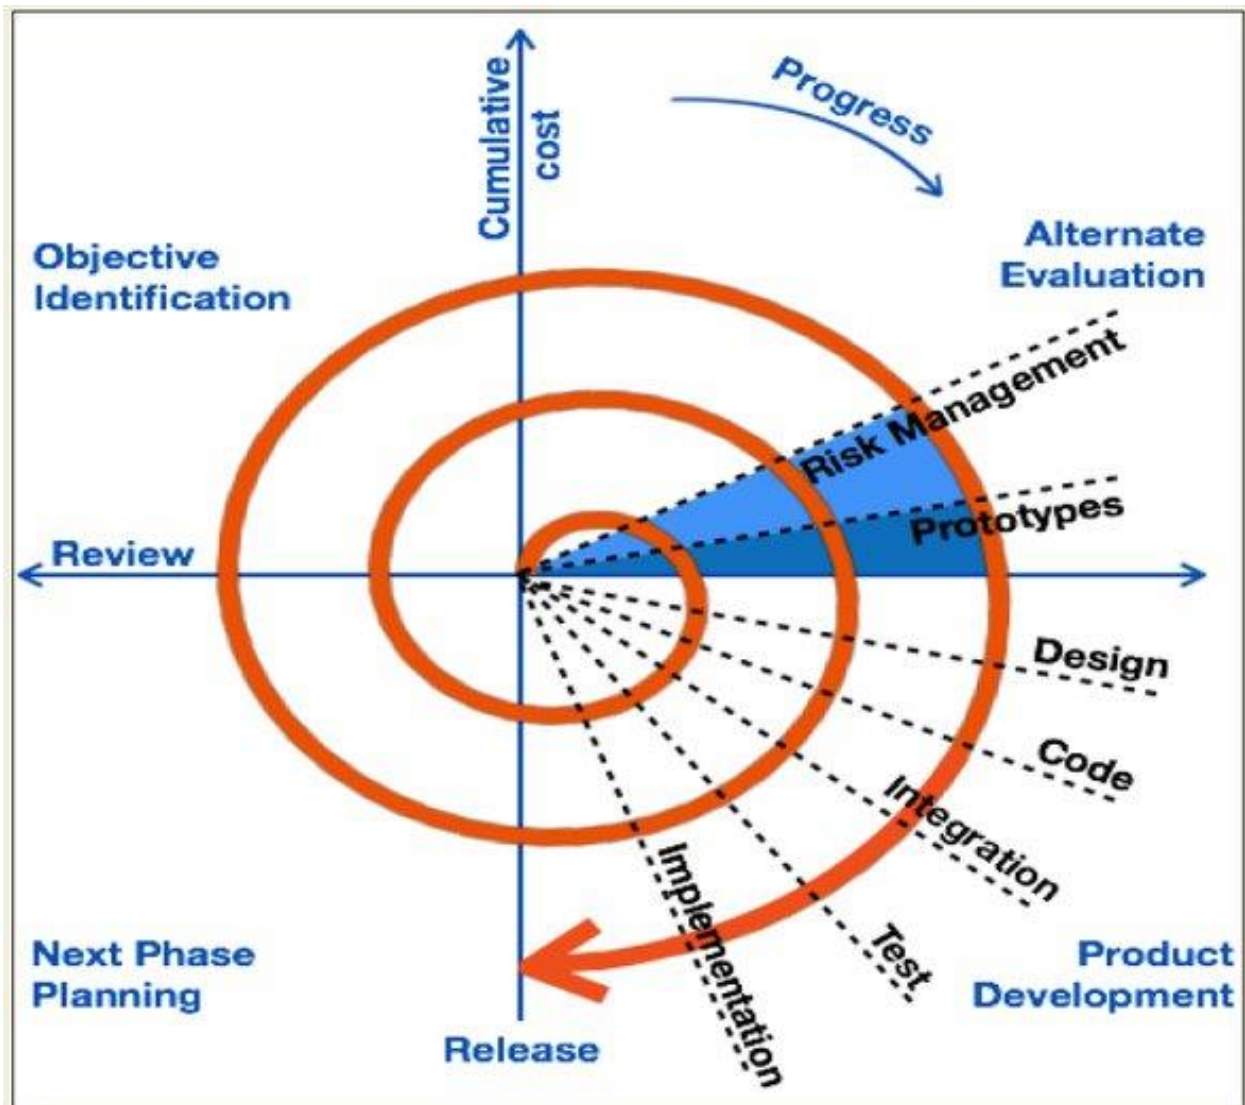 Cumulative
cost
Progress
Objective
Identification
Alternate
Evaluation
Risk Management
Prototypes
Review
Design
Code
Integration
Test
Implementation
Next Phase
Planning
Product
Development
Release